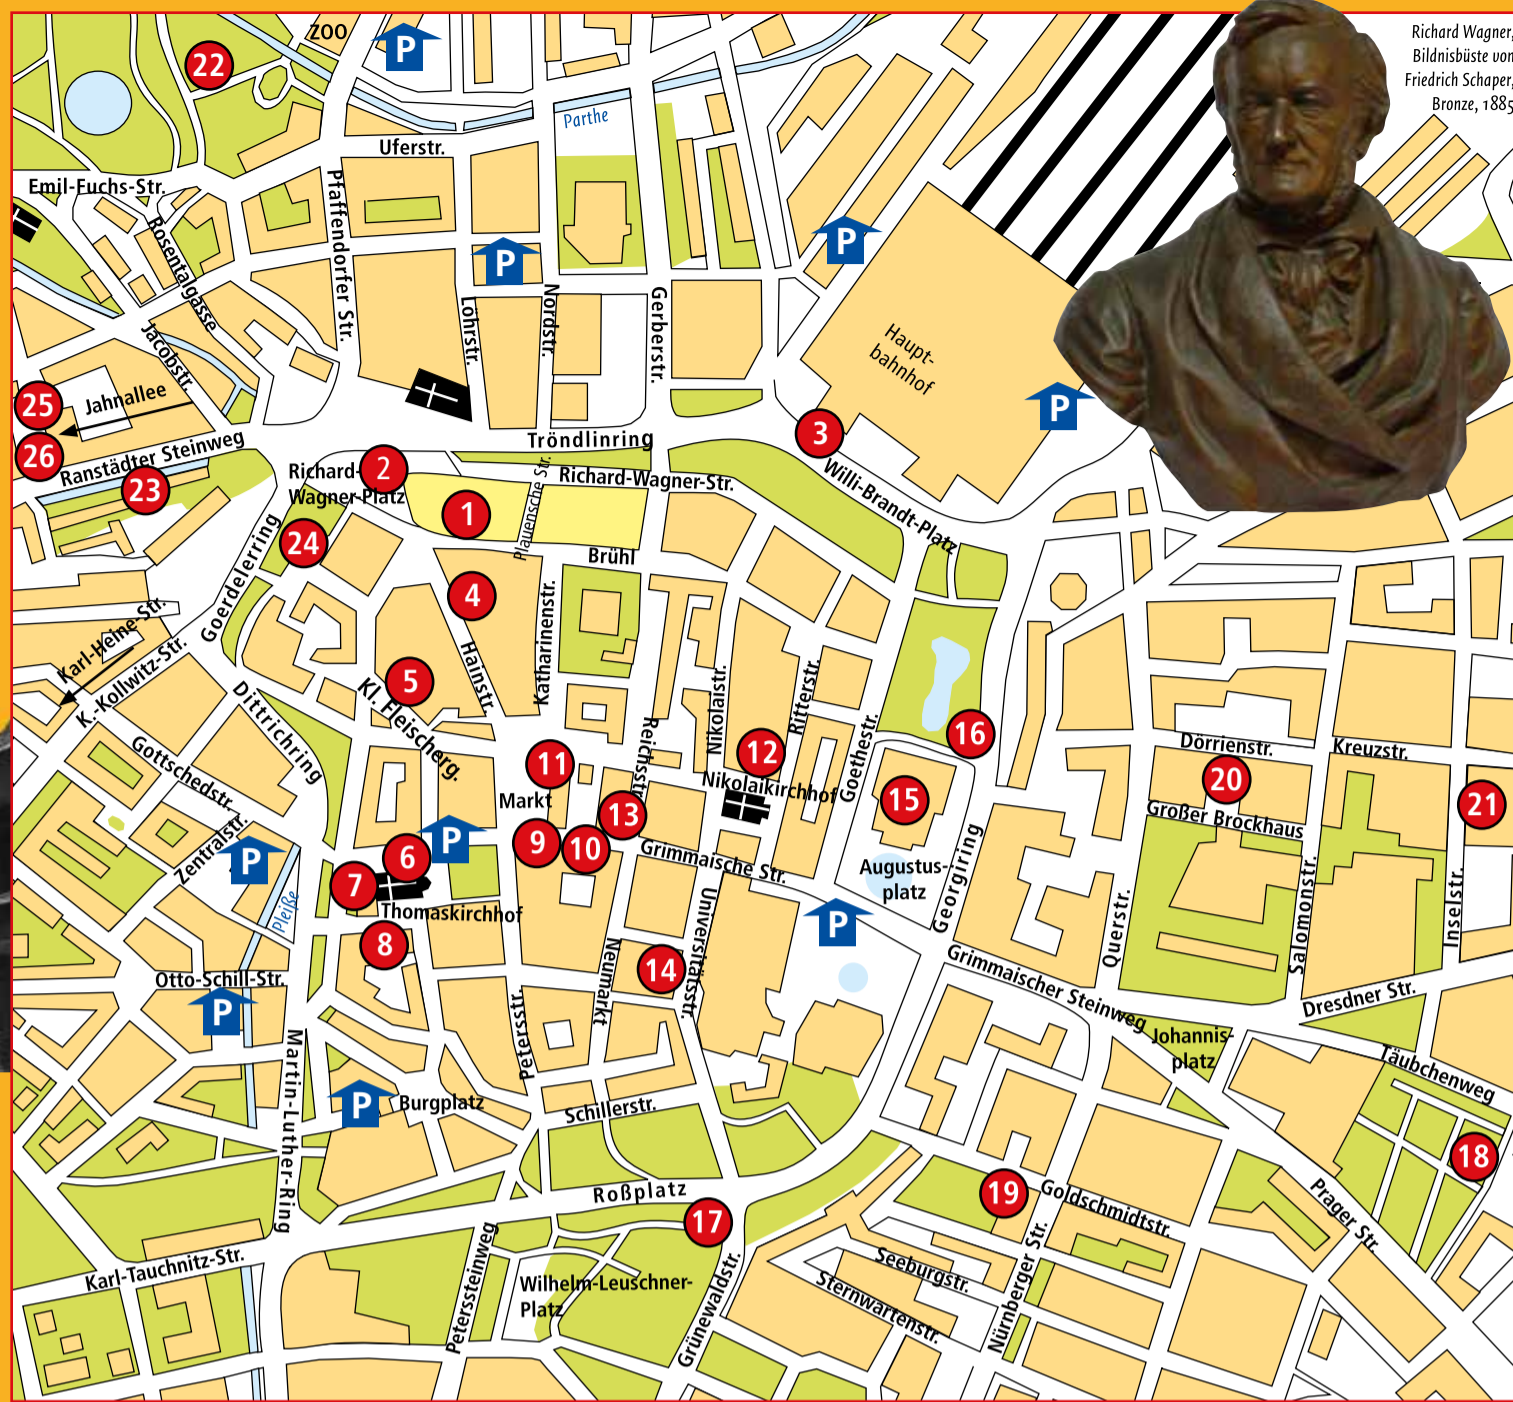 Richard Wagner,
Bildnisbüste von
Friedrich Schaper,
Bronze, 1885
ZOO
P
22
Parthe
Uferstr.
Emil-Fuchs-Str.
Pfaffendorfer Str.
Rosentalgasse
P
P
Löhrstr.
Nordstr.
Gerberstr.
Jacobstr.
Haupt-
bahnhof
P
25
Jahnallee
26
Ranstädter Steinweg
23
Tröndlinring
3
Willi-Brandt-Platz
Richard-
Wagner-Platz
2
Richard-Wagner-Str.
Plauensche Str.
1
24
Brühl
Goerdelerring
4
Katharinenstr.
Hainstr.
Karl-Heine-Str.
K.-Kollwitz-Str.
5
Kl. Fleischerg.
Dittrichring
Nikolaistr.
Ritterstr.
Goethestr.
Reichsstr.
16
12
11
Nikolaikirchhof
Gottschedstr.
Dörrienstr.
Kreuzstr.
20
21
15
Markt
13
Großer Brockhaus
Zentralstr.
P
P
6
9
10
Grimmaische Str.
Augustus-
platz
Georgiring
7
Thomaskirchhof
Pleiße
8
P
Universitätsstr.
Querstr.
Salomonstr.
Inselstr.
14
Neumarkt
Otto-Schill-Str.
P
Grimmaischer Steinweg
Dresdner Str.
Petersstr.
Johannis-
platz
Täubchenweg
Martin-Luther-Ring
P
Burgplatz
Schillerstr.
18
Roßplatz
19
Goldschmidtstr.
Prager Str.
17
Karl-Tauchnitz-Str.
Peterssteinweg
Wilhelm-Leuschner-
Platz
Grünewaldstr.
Seeburgstr.
Sternwartenstr.
Nürnberger Str.